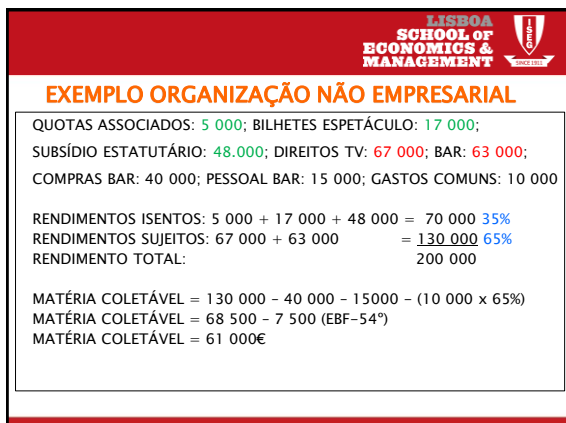 LISBOA
SCHOOL OF
ECONOMICS &
MANAGEMENT
ISEG
SINCE 1911
EXEMPLO ORGANIZAÇÃO NÃO EMPRESARIAL
QUOTAS ASSOCIADOS: 5 000; BILHETES ESPETÁCULO: 17 000;
SUBSÍDIO ESTATUTÁRIO: 48.000; DIREITOS TV: 67 000; BAR: 63 000;
COMPRAS BAR: 40 000; PESSOAL BAR: 15 000; GASTOS COMUNS: 10 000
RENDIMENTOS ISENTOS: 5 000 + 17 000 + 48 000 = 70 000 35%
RENDIMENTOS SUJEITOS: 67 000 + 63 000 = 130 000 65%
RENDIMENTO TOTAL: 200 000
MATÉRIA COLETÁVEL = 130 000 – 40 000 – 15000 – (10 000 x 65%)
MATÉRIA COLETÁVEL = 68 500 – 7 500 (EBF-54º)
MATÉRIA COLETÁVEL = 61 000€